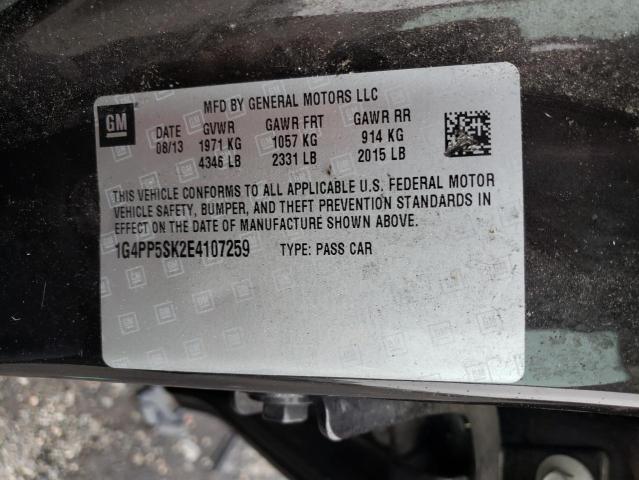 GM
MFD BY GENERAL MOTORS LLC
DATE GVWR GAWR FRT GAWR RR
08/13 1971 KG 1057 KG 914 KG
4346 LB 2331 LB 2015 LB
THIS VEHICLE CONFORMS TO ALL APPLICABLE U.S. FEDERAL MOTOR
VEHICLE SAFETY, BUMPER, AND THEFT PREVENTION STANDARDS IN
EFFECT ON THE DATE OF MANUFACTURE SHOWN ABOVE.
1G4PP5SK2E4107259 TYPE: PASS CAR